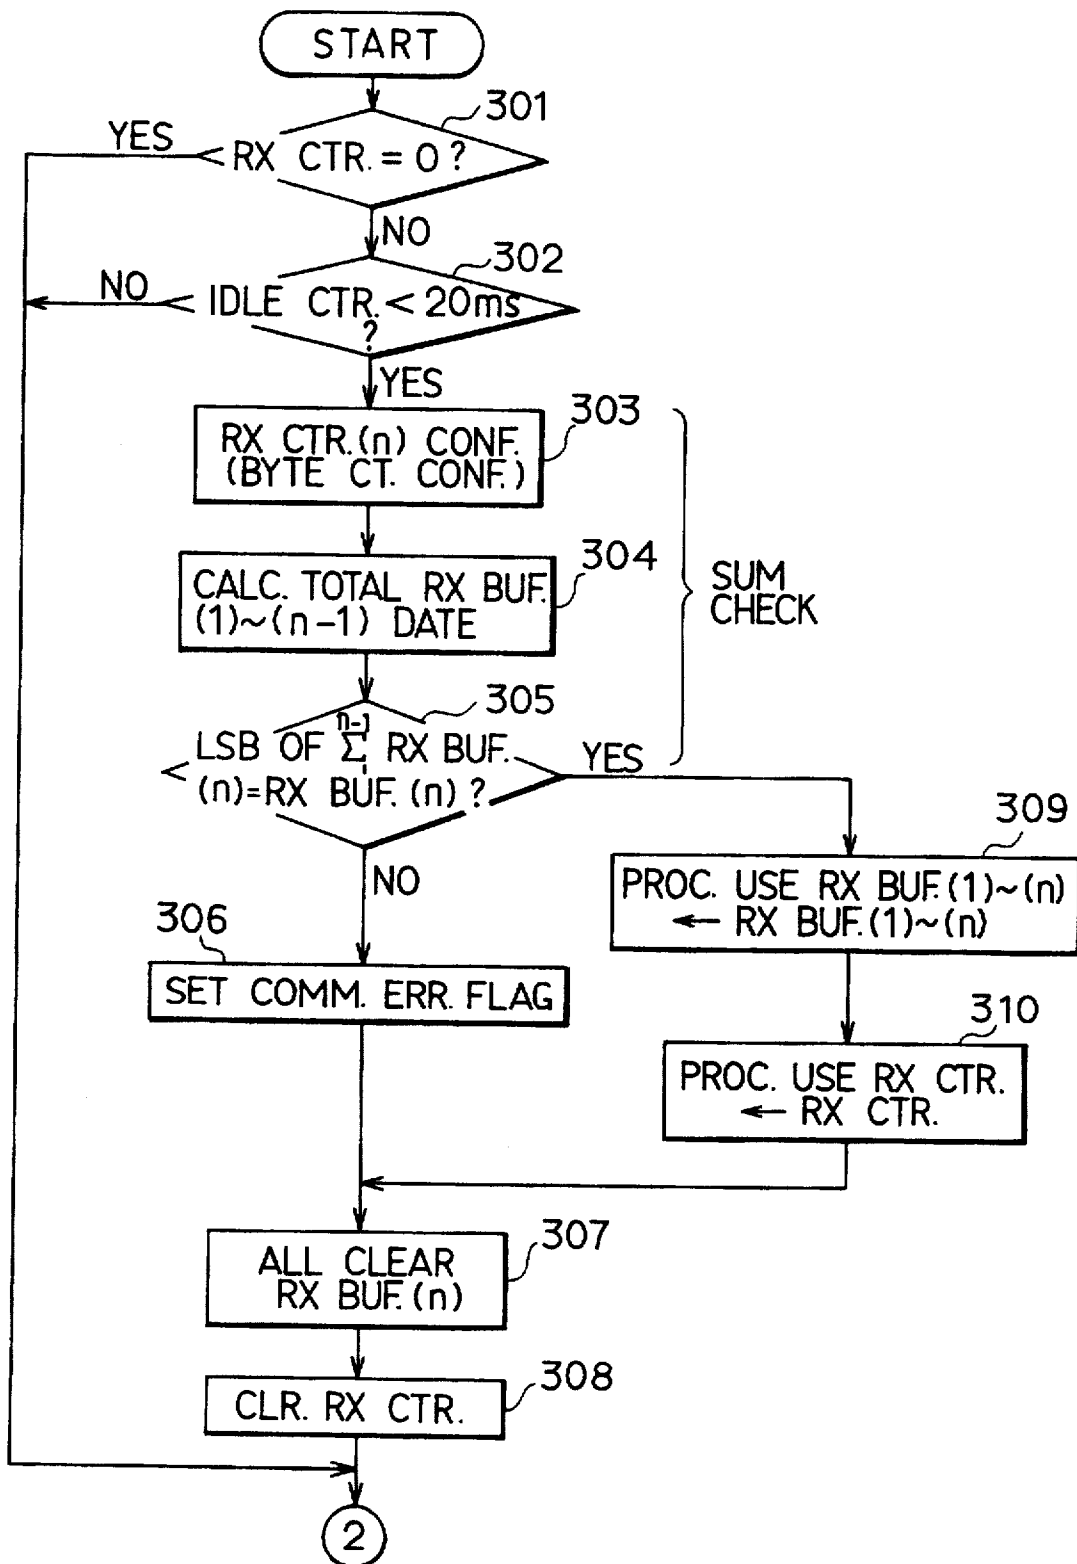 START
301
YES
RX CTR. = 0 ?
NO
302
NO
IDLE CTR. < 20ms
?
YES
303
RX CTR.(n) CONF.
(BYTE CT. CONF.)
304
CALC. TOTAL RX BUF.
(1)~(n-1) DATE
SUM
CHECK
305
n-1
LSB OF Σ RX BUF.
1
(n)=RX BUF. (n) ?
YES
NO
309
PROC. USE RX BUF.(1)~(n)
← RX BUF.(1)~(n)
306
SET COMM. ERR. FLAG
310
PROC. USE RX CTR.
← RX CTR.
307
ALL CLEAR
RX BUF. (n)
308
CLR. RX CTR.
2